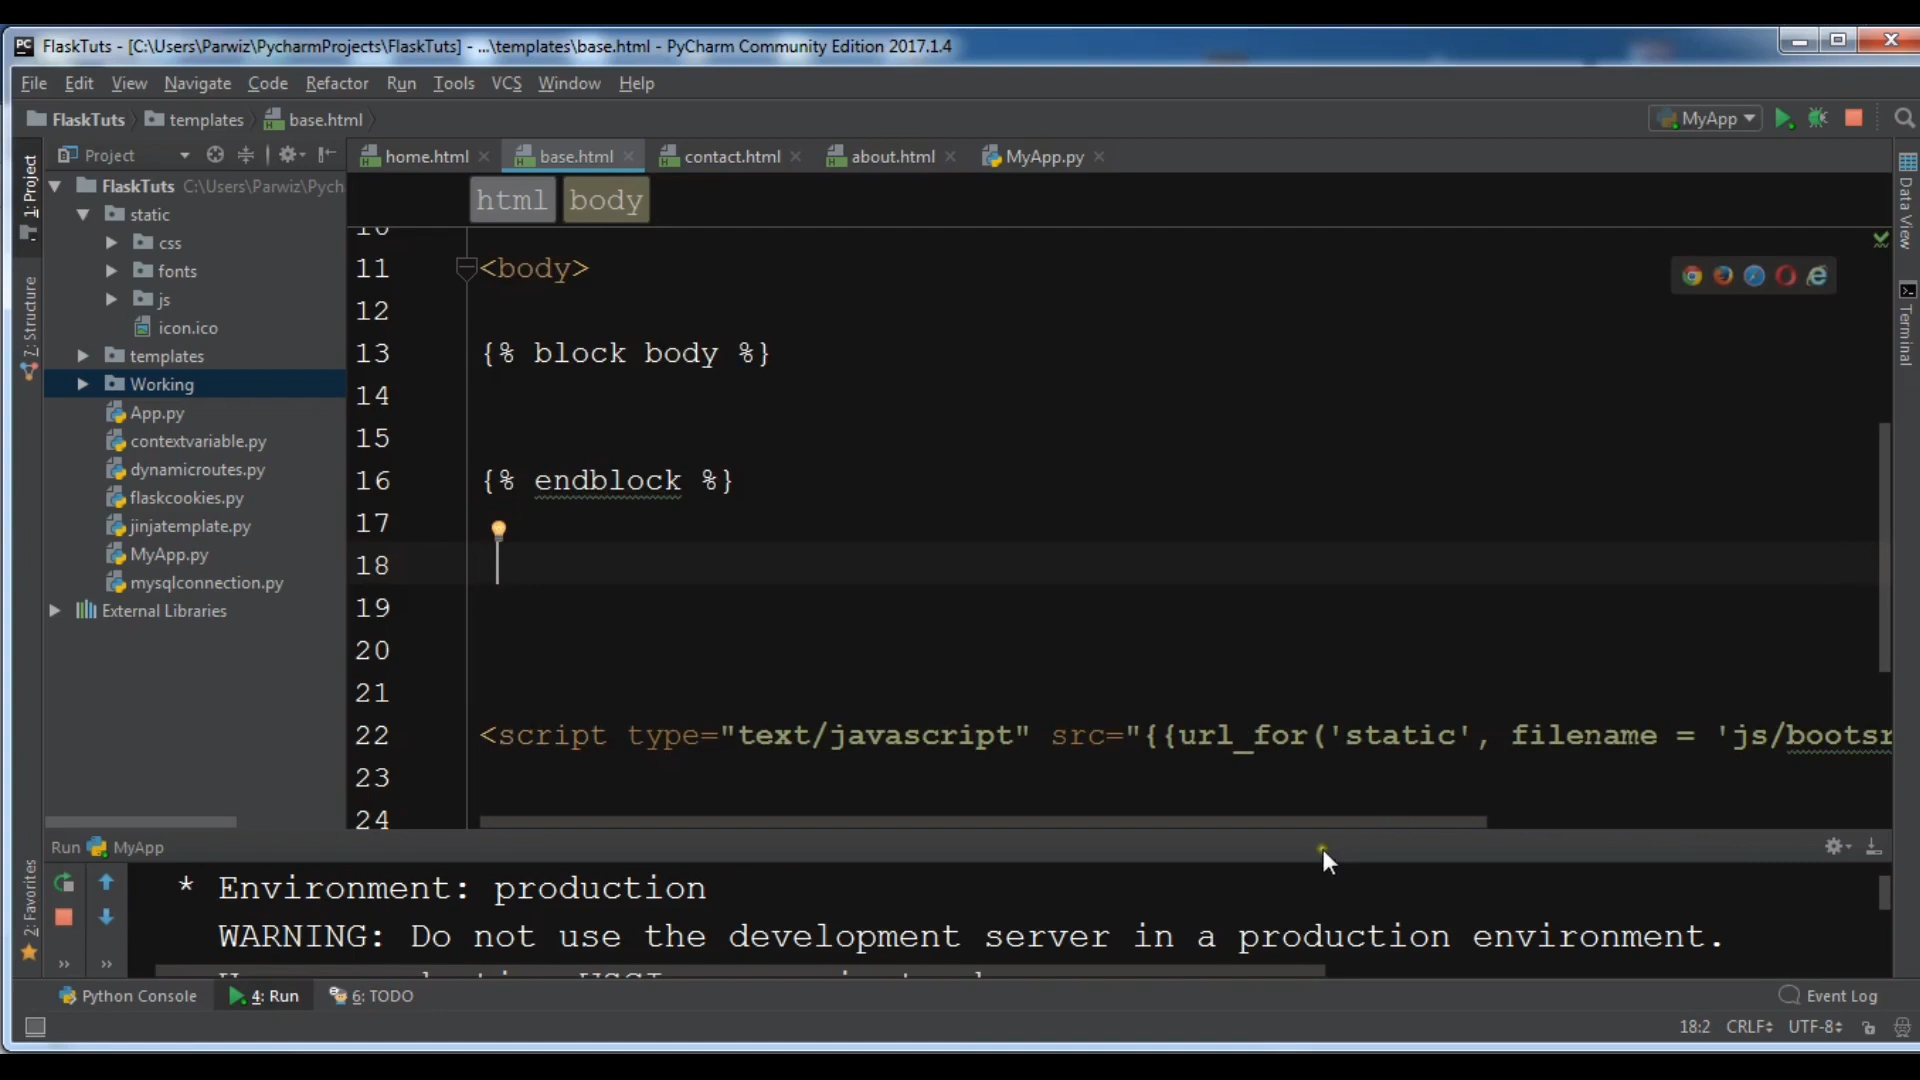 FlaskTuts - [C:\Users\Parwiz\PycharmProjects\FlaskTuts] - ...\templates\base.html - PyCharm Community Edition 2017.1.4
File Edit View Navigate Code Refactor Run Tools VCS Window Help
FlaskTuts templates base.html MyApp
Project home.html base.html contact.html about.html MyApp.py
1: Project
7: Structure
2: Favorites
FlaskTuts C:\Users\Parwiz\Pych
static
css
fonts
js
icon.ico
templates
Working
App.py
contextvariable.py
dynamicroutes.py
flaskcookies.py
jinjatemplate.py
MyApp.py
mysqlconnection.py
External Libraries
html body
10
11 <body>
12
13 {% block body %}
14
15
16 {% endblock %}
17
18
19
20
21
22 <script type="text/javascript" src="{{url_for('static', filename = 'js/bootsr
23
24
Data View
Terminal
Run MyApp
* Environment: production
WARNING: Do not use the development server in a production environment.
Python Console 4: Run 6: TODO Event Log
18:2 CRLF UTF-8